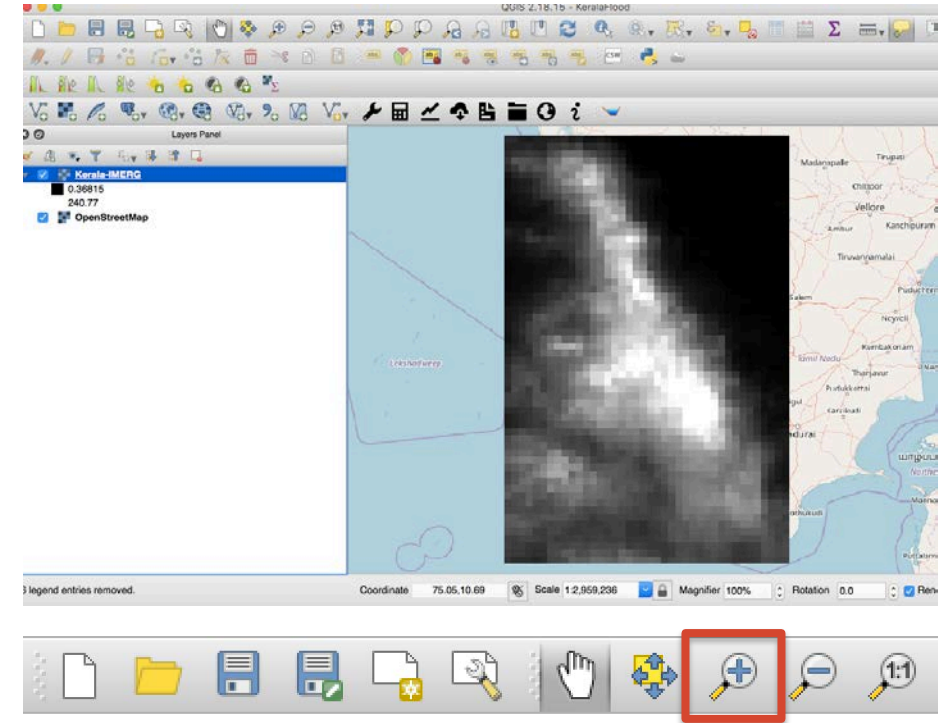 QGIS 2.18.15 - KeralaFlood
Layers Panel
Kerala-IMERG
0.36815
240.77
OpenStreetMap
Madanapalle
Tirupati
Chittoor
Vellore
Ambur
Kanchipuram
Tiruvannamalai
Salem
Neyveli
Kumbakonam
Tamil Nadu
Thanjavur
Pudukkottai
Karaikudi
Lakshadweep
legend entries removed.
Coordinate 75.05,10.69 Scale 1:2,959,236 Magnifier 100% Rotation 0.0
1:1